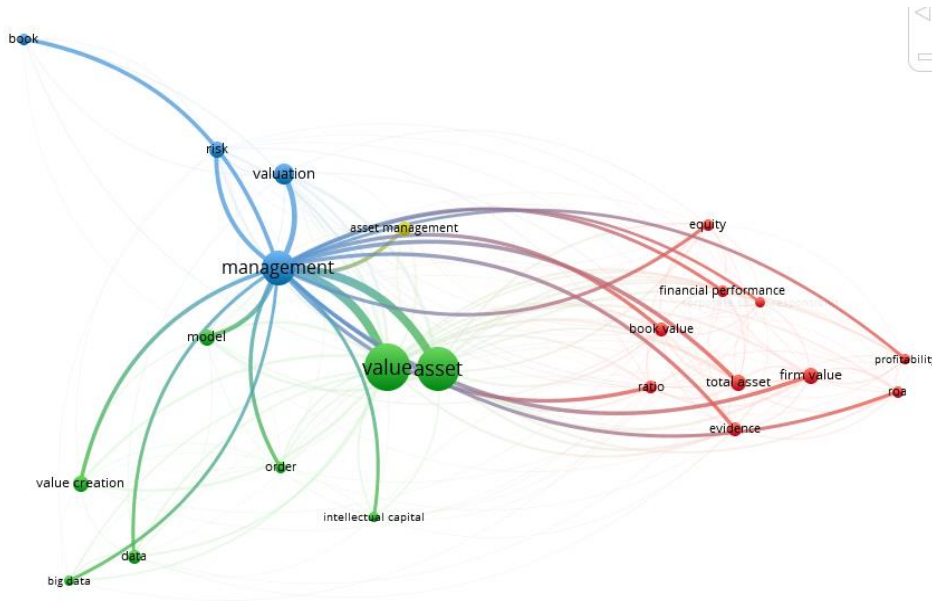 book
risk
valuation
equity
asset management
management
financial performance
book value
model
profitability
value
asset
firm value
total asset
ratio
roa
evidence
order
value creation
intellectual capital
data
big data